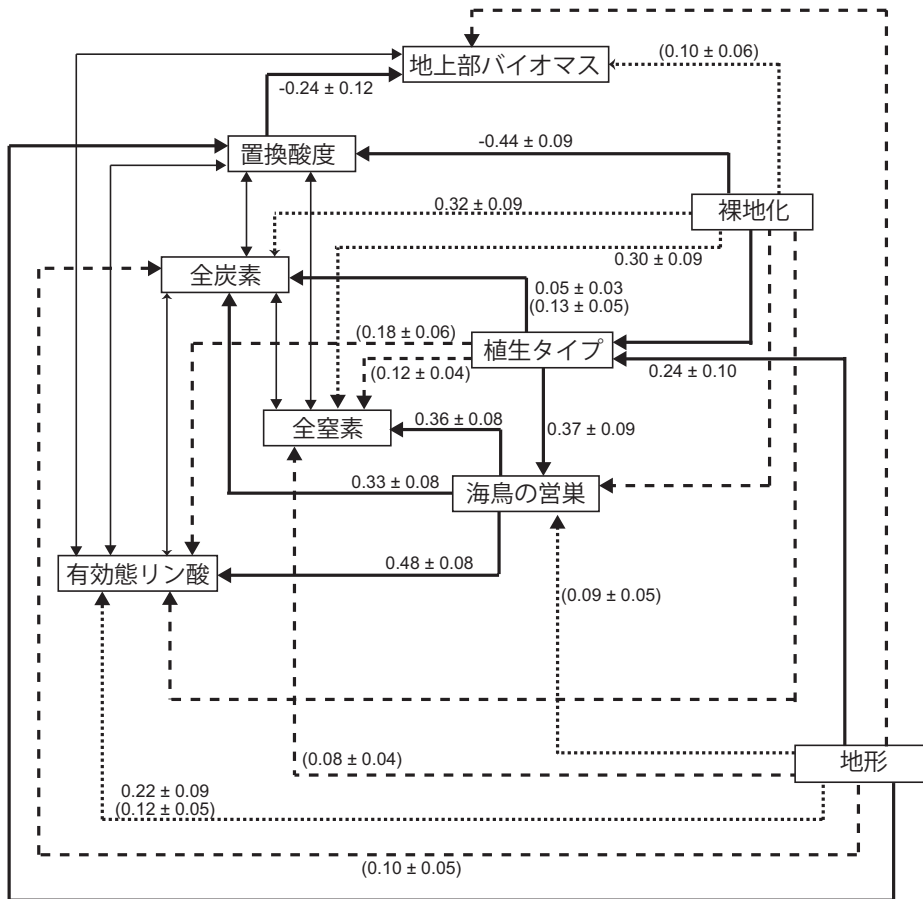 地上部バイオマス
(0.10 ± 0.06)
-0.24 ± 0.12
置換酸度
-0.44 ± 0.09
裸地化
0.32 ± 0.09
0.30 ± 0.09
全炭素
0.05 ± 0.03
(0.13 ± 0.05)
(0.18 ± 0.06)
植生タイプ
(0.12 ± 0.04)
0.24 ± 0.10
全窒素
0.36 ± 0.08
0.37 ± 0.09
0.33 ± 0.08
海鳥の営巣
有効態リン酸
0.48 ± 0.08
(0.09 ± 0.05)
(0.08 ± 0.04)
地形
0.22 ± 0.09
(0.12 ± 0.05)
(0.10 ± 0.05)